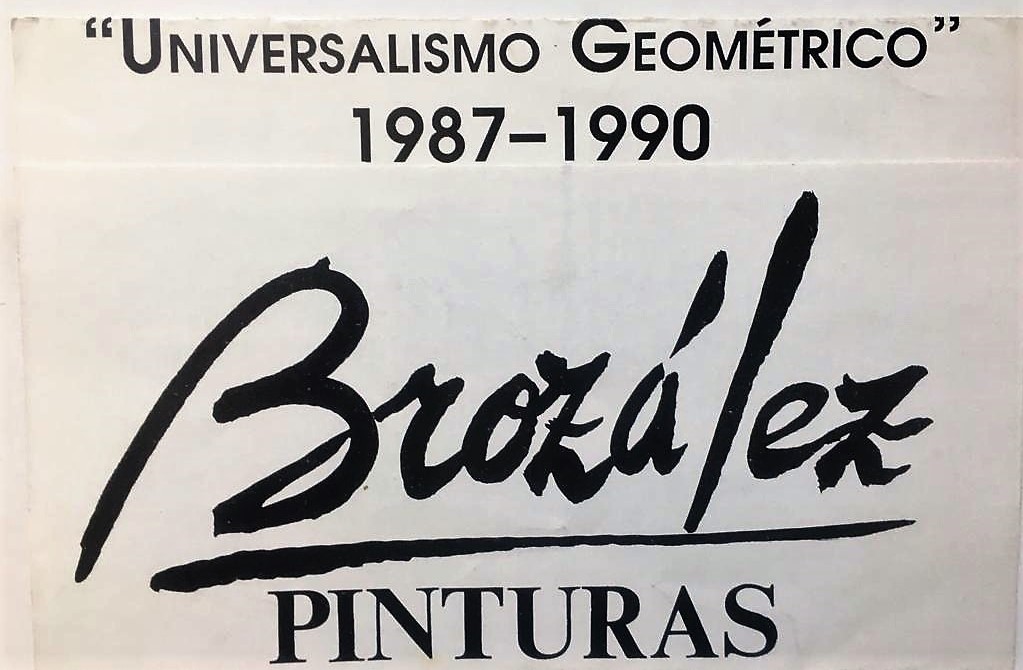 “UNIVERSALISMO GEOMÉTRICO”
1987–1990
Brozález
PINTURAS